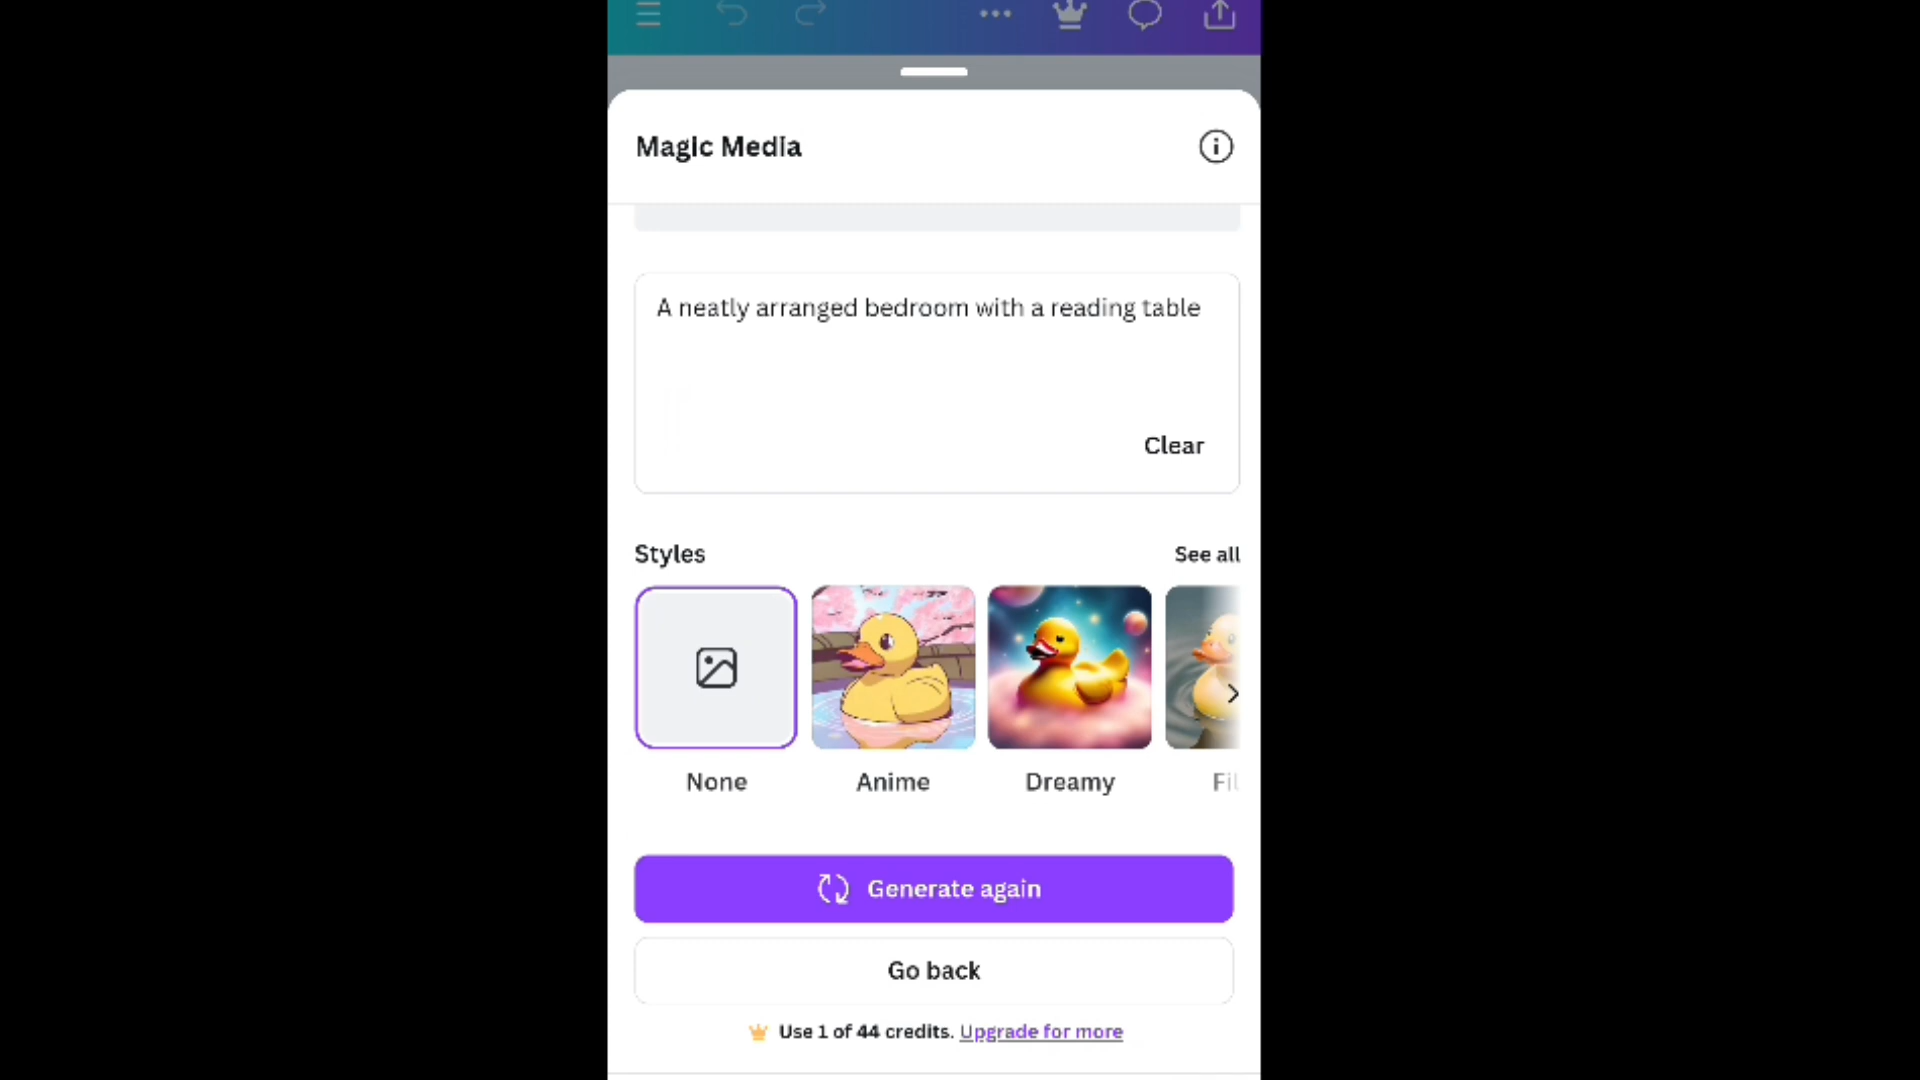 Magic Media
A neatly arranged bedroom with a reading table
Clear
Styles
See all
None
Anime
Dreamy
Generate again
Go back
Use 1 of 44 credits. Upgrade for more